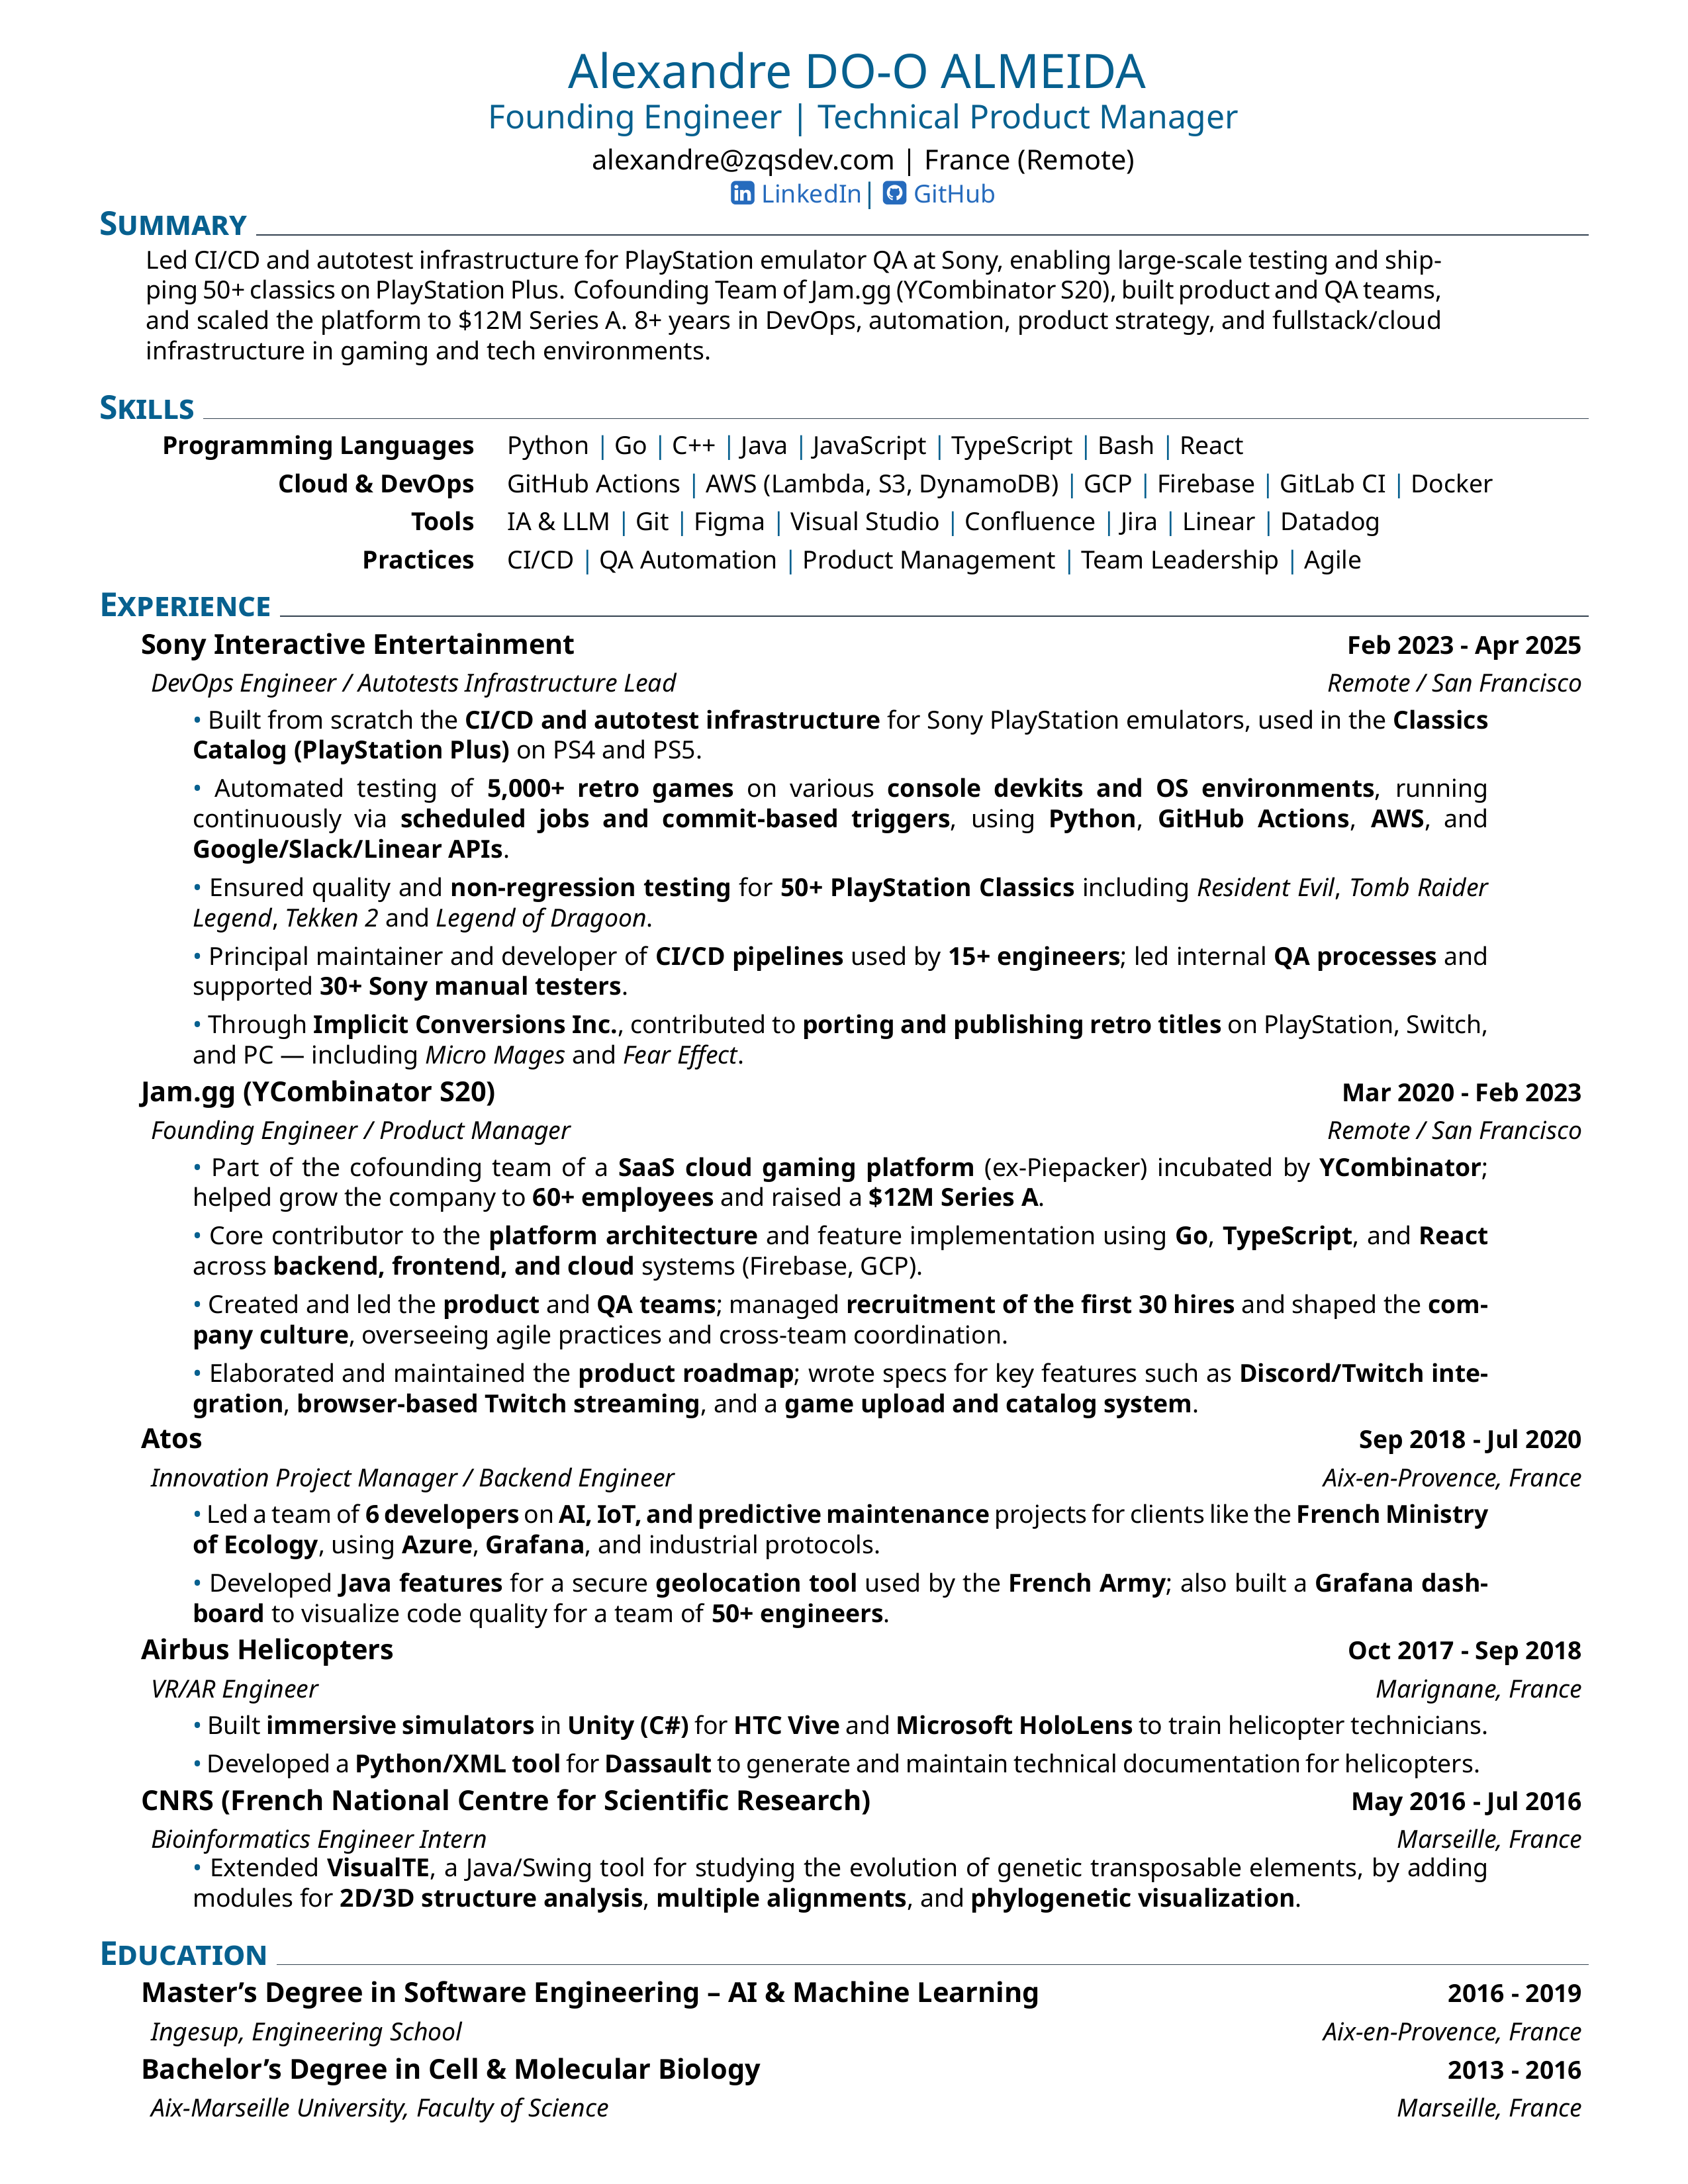 Alexandre DO-O ALMEIDA
Founding Engineer | Technical Product Manager
alexandre@zqsdev.com | France (Remote)
LinkedIn | GitHub
SUMMARY
Led CI/CD and autotest infrastructure for PlayStation emulator QA at Sony, enabling large-scale testing and ship-
ping 50+ classics on PlayStation Plus. Cofounding Team of Jam.gg (YCombinator S20), built product and QA teams,
and scaled the platform to $12M Series A. 8+ years in DevOps, automation, product strategy, and fullstack/cloud
infrastructure in gaming and tech environments.
SKILLS
Programming Languages Python | Go | C++ | Java | JavaScript | TypeScript | Bash | React
Cloud & DevOps GitHub Actions | AWS (Lambda, S3, DynamoDB) | GCP | Firebase | GitLab CI | Docker
Tools IA & LLM | Git | Figma | Visual Studio | Confluence | Jira | Linear | Datadog
Practices CI/CD | QA Automation | Product Management | Team Leadership | Agile
EXPERIENCE
Sony Interactive Entertainment Feb 2023 - Apr 2025
DevOps Engineer / Autotests Infrastructure Lead Remote / San Francisco
• Built from scratch the CI/CD and autotest infrastructure for Sony PlayStation emulators, used in the Classics
Catalog (PlayStation Plus) on PS4 and PS5.
• Automated testing of 5,000+ retro games on various console devkits and OS environments, running
continuously via scheduled jobs and commit-based triggers, using Python, GitHub Actions, AWS, and
Google/Slack/Linear APIs.
• Ensured quality and non-regression testing for 50+ PlayStation Classics including Resident Evil, Tomb Raider
Legend, Tekken 2 and Legend of Dragoon.
• Principal maintainer and developer of CI/CD pipelines used by 15+ engineers; led internal QA processes and
supported 30+ Sony manual testers.
• Through Implicit Conversions Inc., contributed to porting and publishing retro titles on PlayStation, Switch,
and PC — including Micro Mages and Fear Effect.
Jam.gg (YCombinator S20) Mar 2020 - Feb 2023
Founding Engineer / Product Manager Remote / San Francisco
• Part of the cofounding team of a SaaS cloud gaming platform (ex-Piepacker) incubated by YCombinator;
helped grow the company to 60+ employees and raised a $12M Series A.
• Core contributor to the platform architecture and feature implementation using Go, TypeScript, and React
across backend, frontend, and cloud systems (Firebase, GCP).
• Created and led the product and QA teams; managed recruitment of the first 30 hires and shaped the com-
pany culture, overseeing agile practices and cross-team coordination.
• Elaborated and maintained the product roadmap; wrote specs for key features such as Discord/Twitch inte-
gration, browser-based Twitch streaming, and a game upload and catalog system.
Atos Sep 2018 - Jul 2020
Innovation Project Manager / Backend Engineer Aix-en-Provence, France
• Led a team of 6 developers on AI, IoT, and predictive maintenance projects for clients like the French Ministry
of Ecology, using Azure, Grafana, and industrial protocols.
• Developed Java features for a secure geolocation tool used by the French Army; also built a Grafana dash-
board to visualize code quality for a team of 50+ engineers.
Airbus Helicopters Oct 2017 - Sep 2018
VR/AR Engineer Marignane, France
• Built immersive simulators in Unity (C#) for HTC Vive and Microsoft HoloLens to train helicopter technicians.
• Developed a Python/XML tool for Dassault to generate and maintain technical documentation for helicopters.
CNRS (French National Centre for Scientific Research) May 2016 - Jul 2016
Bioinformatics Engineer Intern Marseille, France
• Extended VisualTE, a Java/Swing tool for studying the evolution of genetic transposable elements, by adding
modules for 2D/3D structure analysis, multiple alignments, and phylogenetic visualization.
EDUCATION
Master’s Degree in Software Engineering – AI & Machine Learning 2016 - 2019
Ingesup, Engineering School Aix-en-Provence, France
Bachelor’s Degree in Cell & Molecular Biology 2013 - 2016
Aix-Marseille University, Faculty of Science Marseille, France